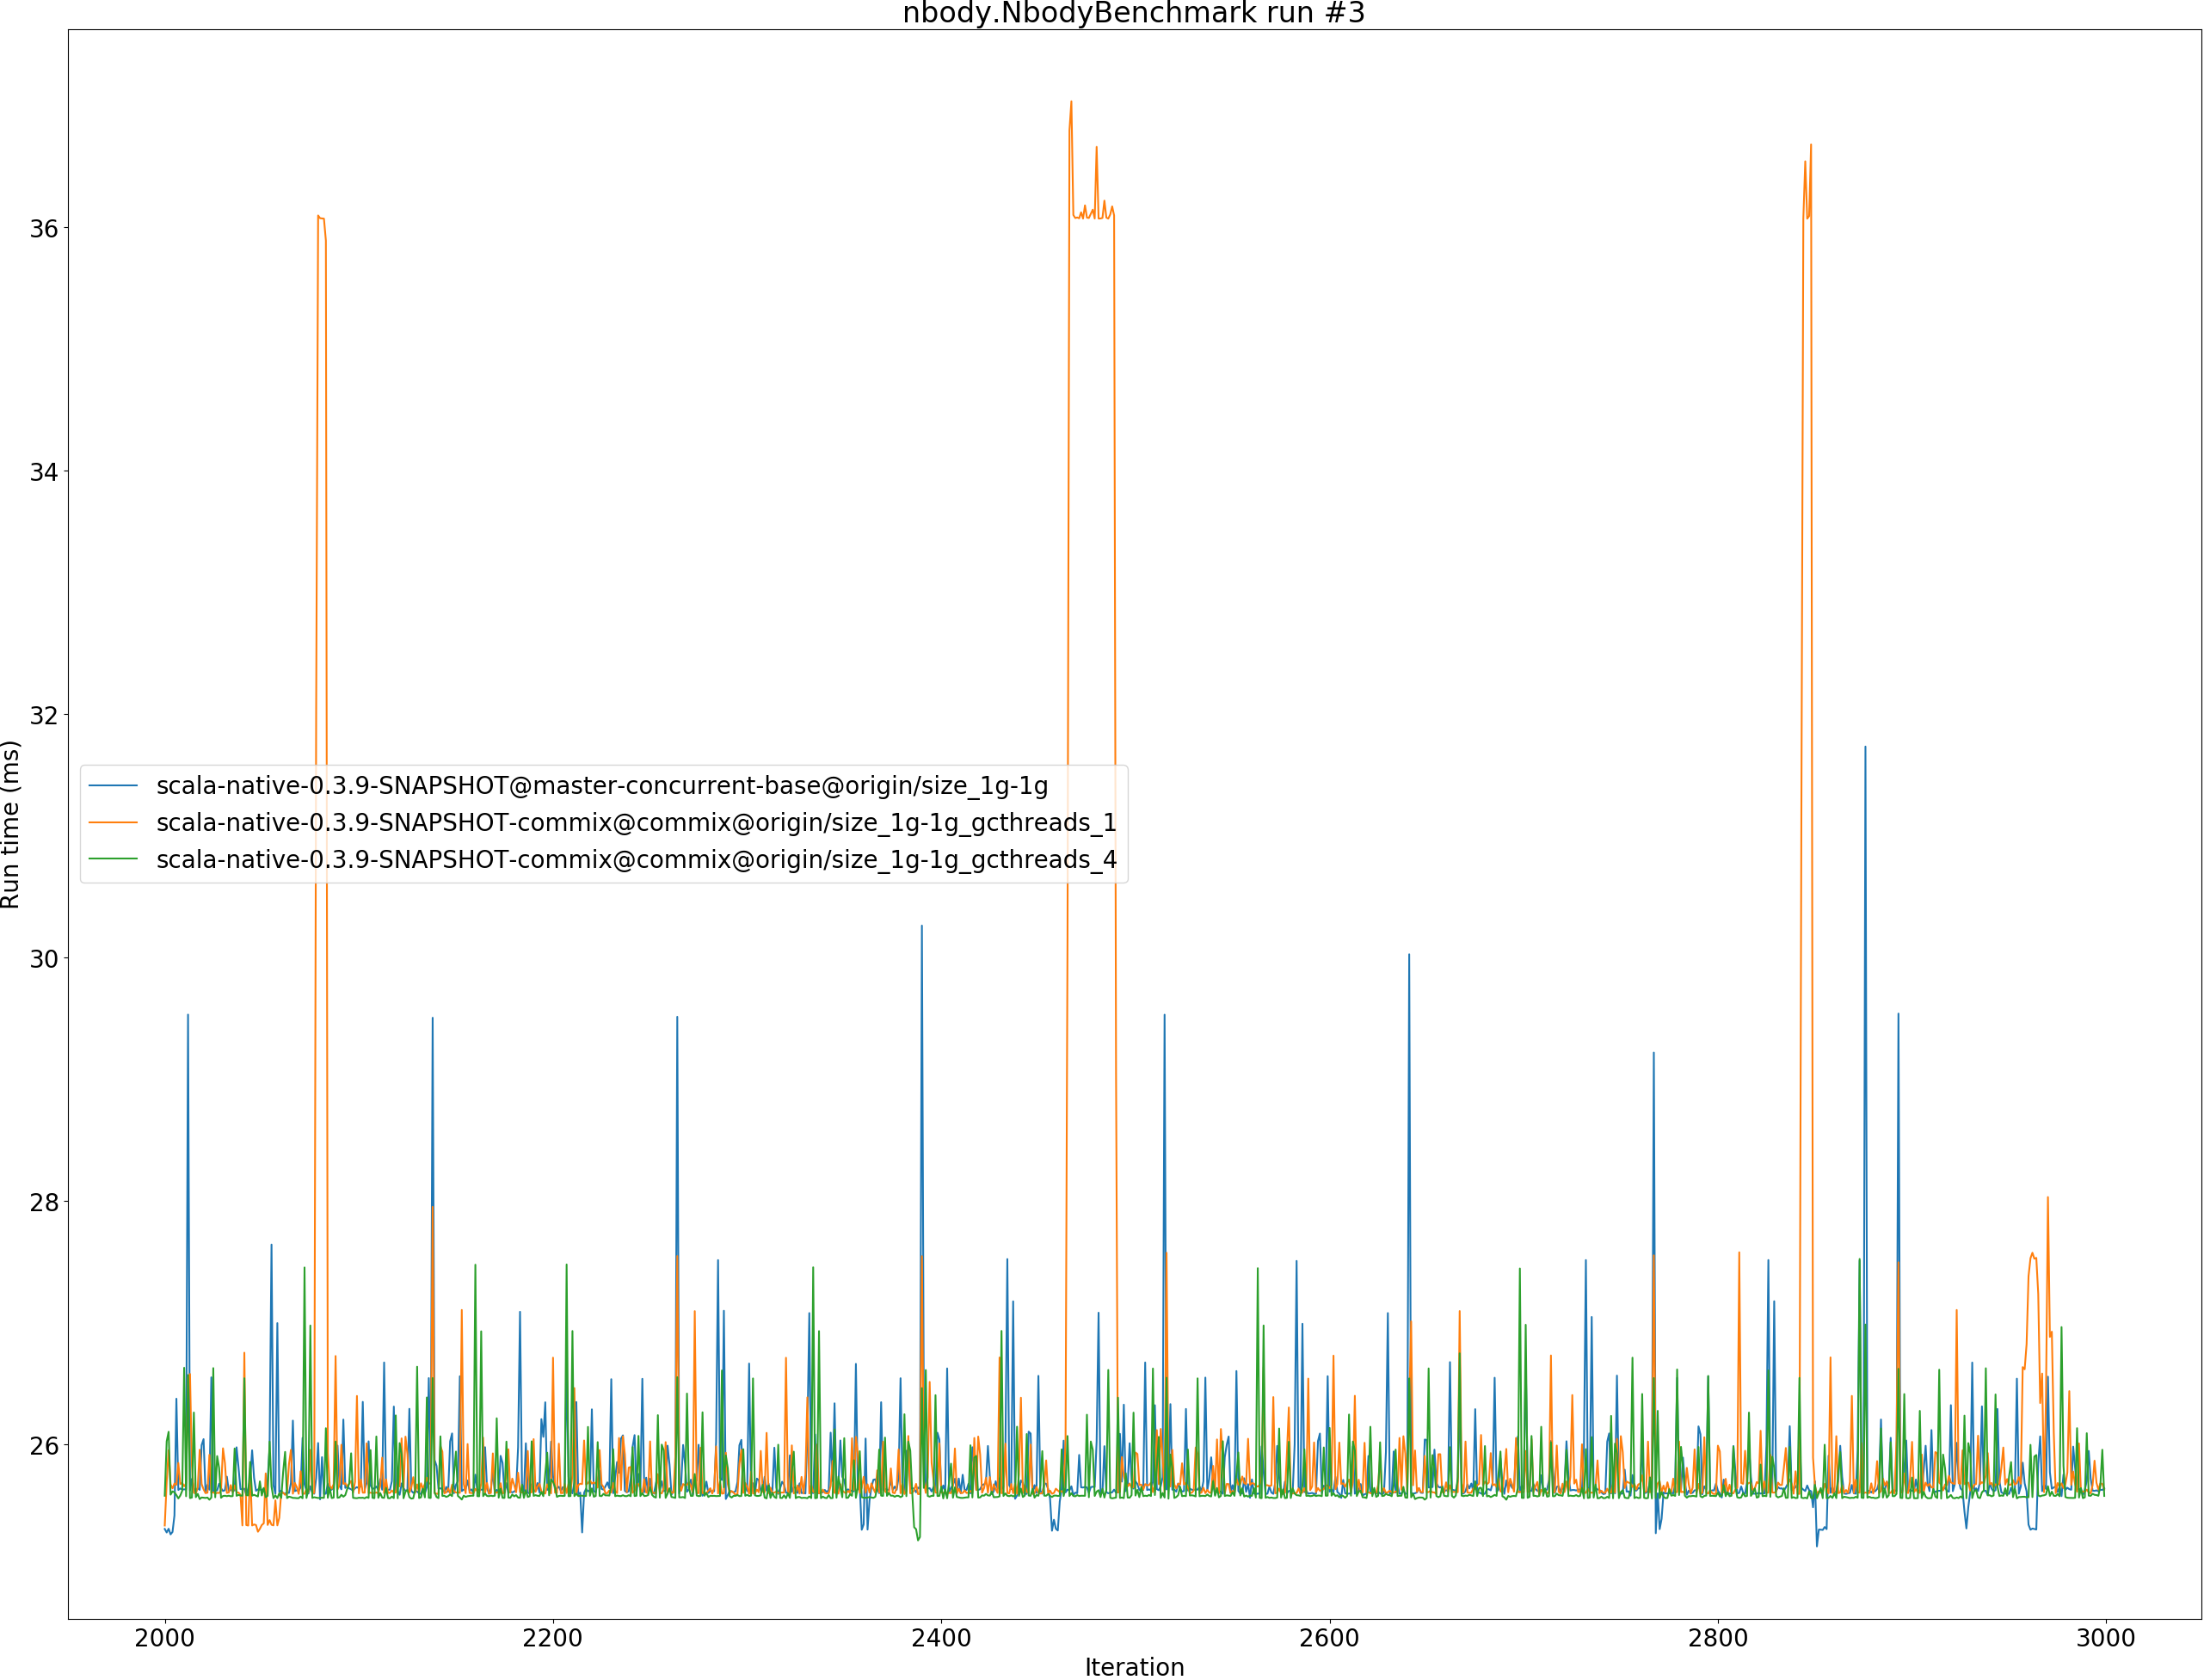 nbody.NbodyBenchmark run #3
Run time (ms)
36
34
32
30
28
26
scala-native-0.3.9-SNAPSHOT@master-concurrent-base@origin/size_1g-1g
scala-native-0.3.9-SNAPSHOT-commix@commix@origin/size_1g-1g_gcthreads_1
scala-native-0.3.9-SNAPSHOT-commix@commix@origin/size_1g-1g_gcthreads_4
2000 2200 2400 2600 2800 3000
Iteration